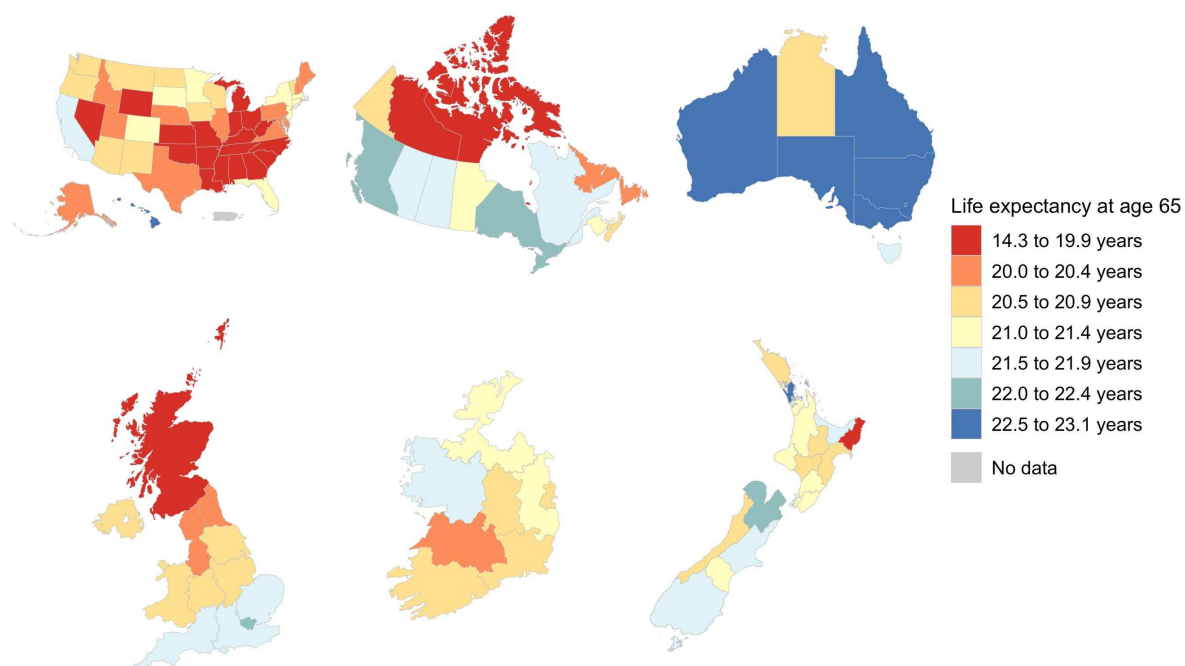 Life expectancy at age 65
14.3 to 19.9 years
20.0 to 20.4 years
20.5 to 20.9 years
21.0 to 21.4 years
21.5 to 21.9 years
22.0 to 22.4 years
22.5 to 23.1 years
No data